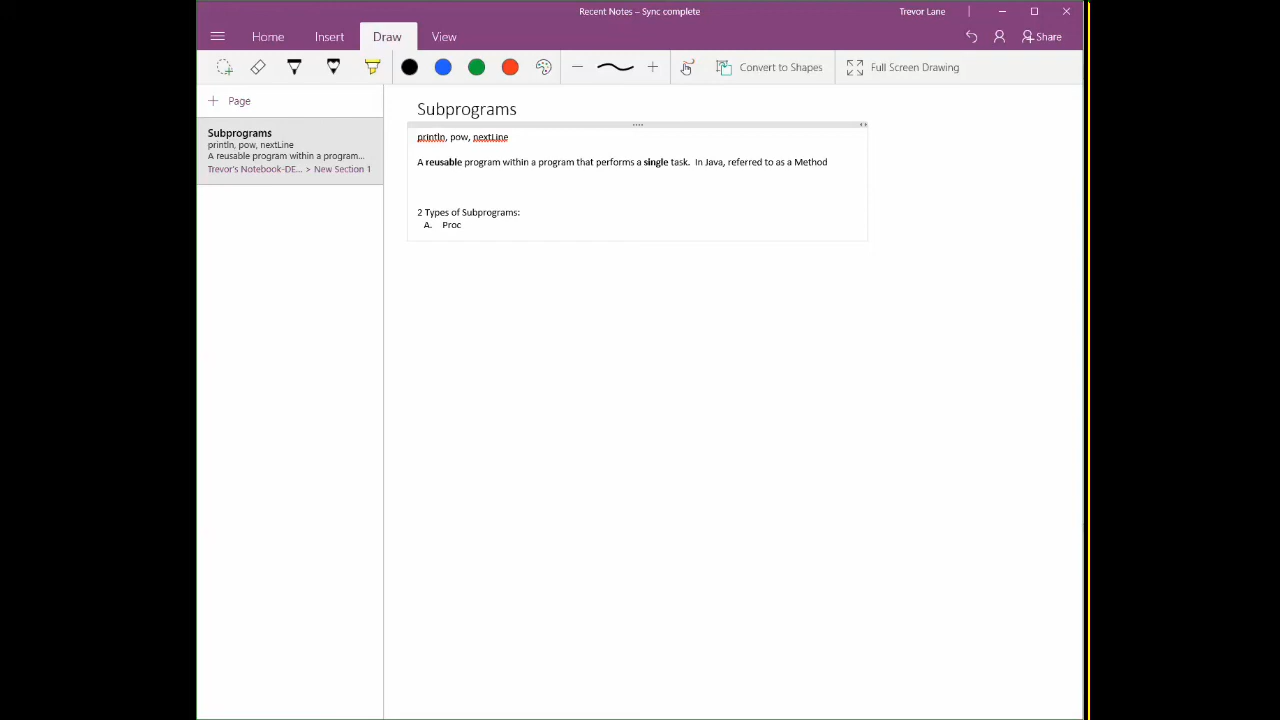 Recent Notes – Sync complete
Trevor Lane
Home Insert Draw View
Share
Convert to Shapes
Full Screen Drawing
Page
Subprograms
println, pow, nextLine
A reusable program within a program...
Trevor's Notebook-DE... > New Section 1
Subprograms
println, pow, nextLine
A reusable program within a program that performs a single task. In Java, referred to as a Method
2 Types of Subprograms:
A. Proc